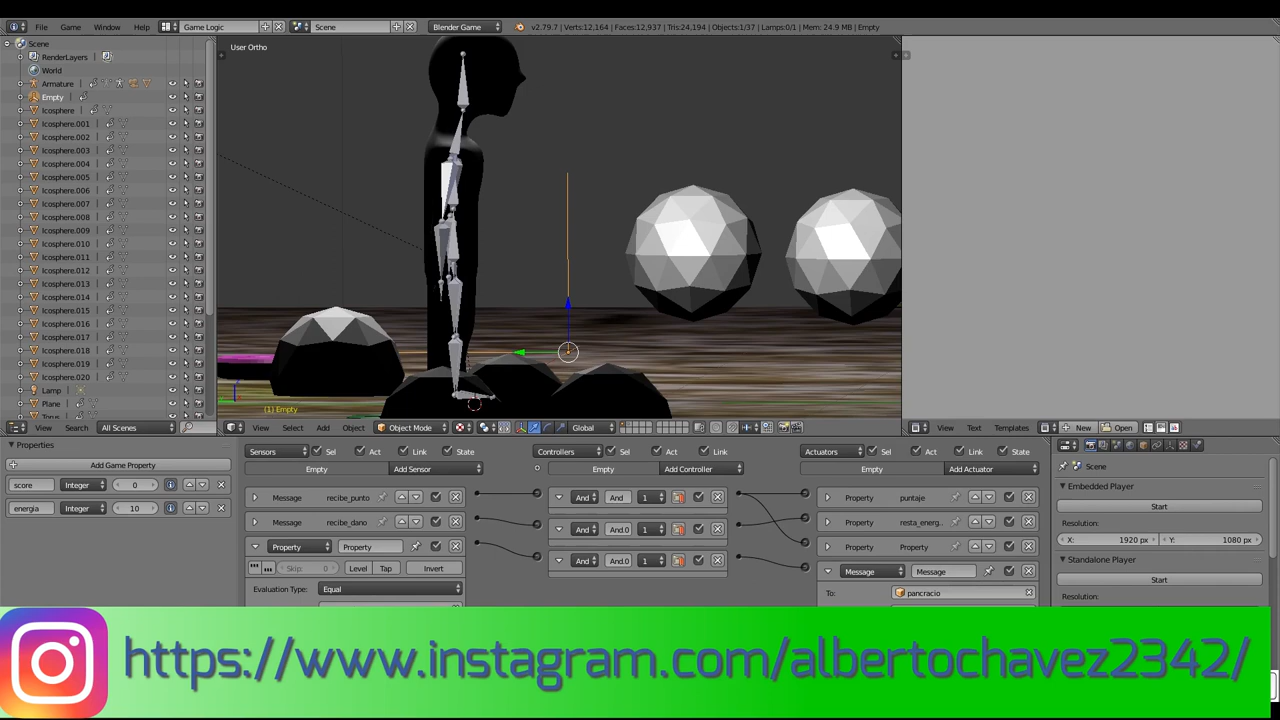 File Render Window Help Game Logic Scene Blender Game v2.79.7 | Verts:12,164 | Faces:12,937 | Tris:24,194 | Objects:1/37 | Lamps:0/1 | Mem: 24.9 MB | Empty
Scene
RenderLayers
World
Armature
Empty
Icosphere
Icosphere.001
Icosphere.002
Icosphere.003
Icosphere.004
Icosphere.005
Icosphere.006
Icosphere.007
Icosphere.008
Icosphere.009
Icosphere.010
Icosphere.011
Icosphere.012
Icosphere.013
Icosphere.014
Icosphere.015
Icosphere.016
Icosphere.017
Icosphere.018
Icosphere.019
Icosphere.020
Lamp
Plane
Torus
User Ortho
(1) Empty
View Search All Scenes
View Select Add Object Object Mode Global
View Text Templates New Open
Properties
Add Game Property
score Integer 0
energia Integer 10
Sensors Sel Act Link State
Empty Add Sensor
Message recibe_punto
Message recibe_dano
Property Property
Skip: 0 Level Tap Invert
Evaluation Type: Equal
Controllers Sel Act Link
Empty Add Controller
And And 1
And And.0 1
And And.0 1
Actuators Sel Act Link State
Empty Add Actuator
Property puntaje
Property resta_energ..
Property Property
Message Message
To: pancracio
Scene
Embedded Player
Start
Resolution:
X: 1920 px Y: 1080 px
Standalone Player
Start
Resolution:
https://www.instagram.com/albertochavez2342/